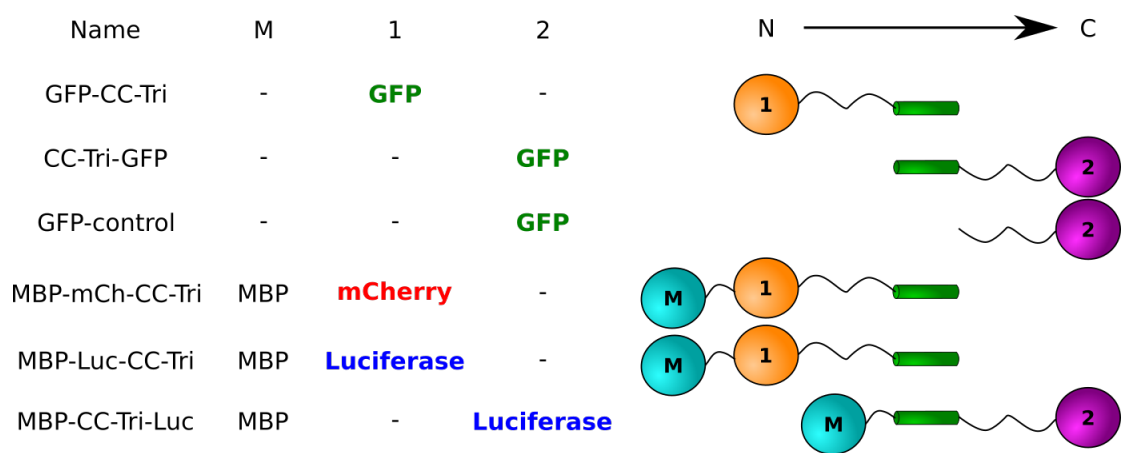 Name M 1 2 N C
GFP-CC-Tri - GFP - 1
CC-Tri-GFP - - GFP 2
GFP-control - - GFP 2
MBP-mCh-CC-Tri MBP mCherry - M 1
MBP-Luc-CC-Tri MBP Luciferase - M 1
MBP-CC-Tri-Luc MBP - Luciferase M 2